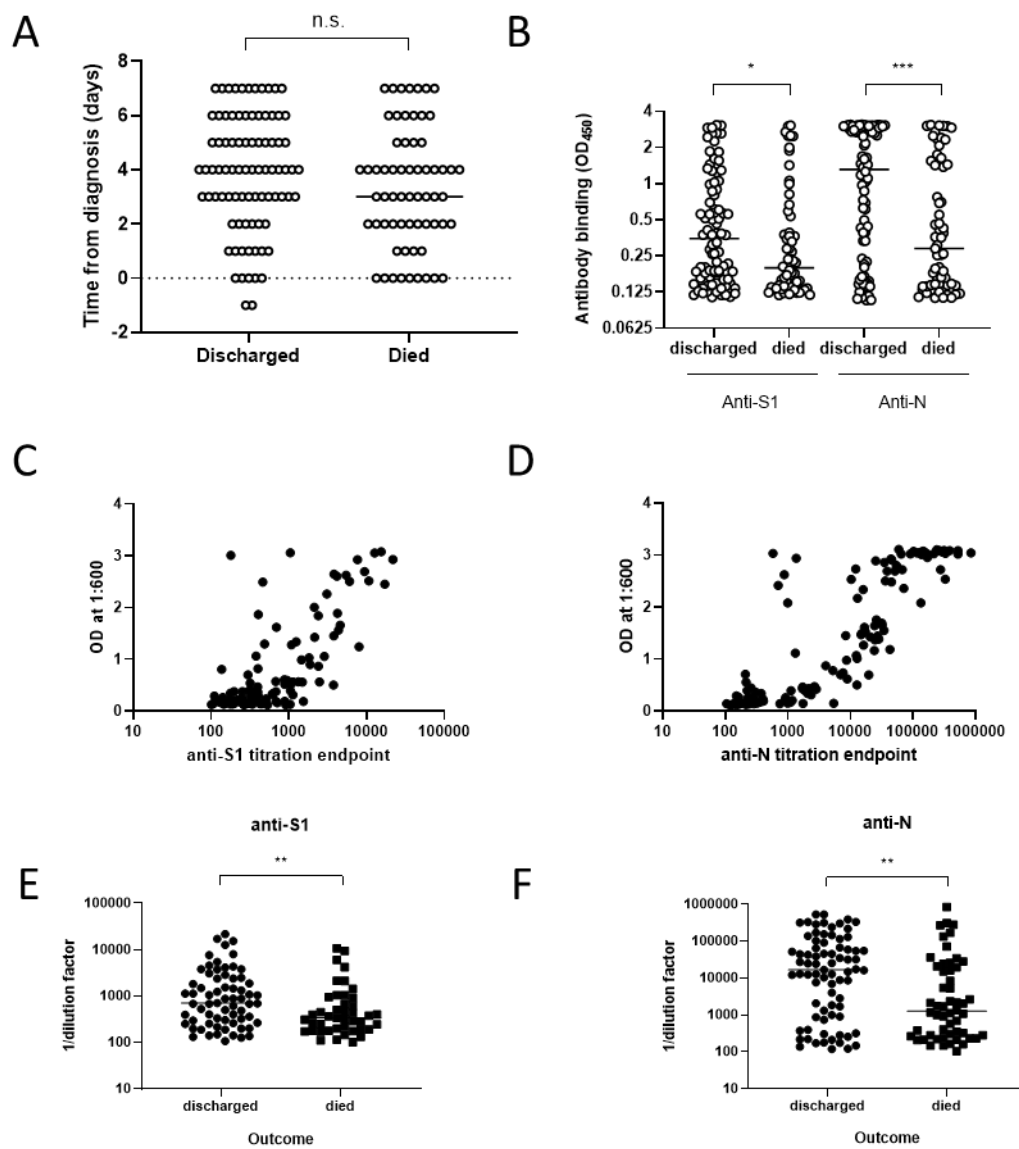 A
n.s.
Time from diagnosis (days)
8
6
4
2
0
-2
Discharged
Died
B
*
***
Antibody binding (OD450)
4
2
1
0.5
0.25
0.125
0.0625
discharged
died
discharged
died
Anti-S1
Anti-N
C
OD at 1:600
4
3
2
1
0
10
100
1000
10000
100000
anti-S1 titration endpoint
D
OD at 1:600
4
3
2
1
0
10
100
1000
10000
100000
1000000
anti-N titration endpoint
E
anti-S1
**
1/dilution factor
100000
10000
1000
100
10
discharged
died
Outcome
F
anti-N
**
1/dilution factor
1000000
100000
10000
1000
100
10
discharged
died
Outcome